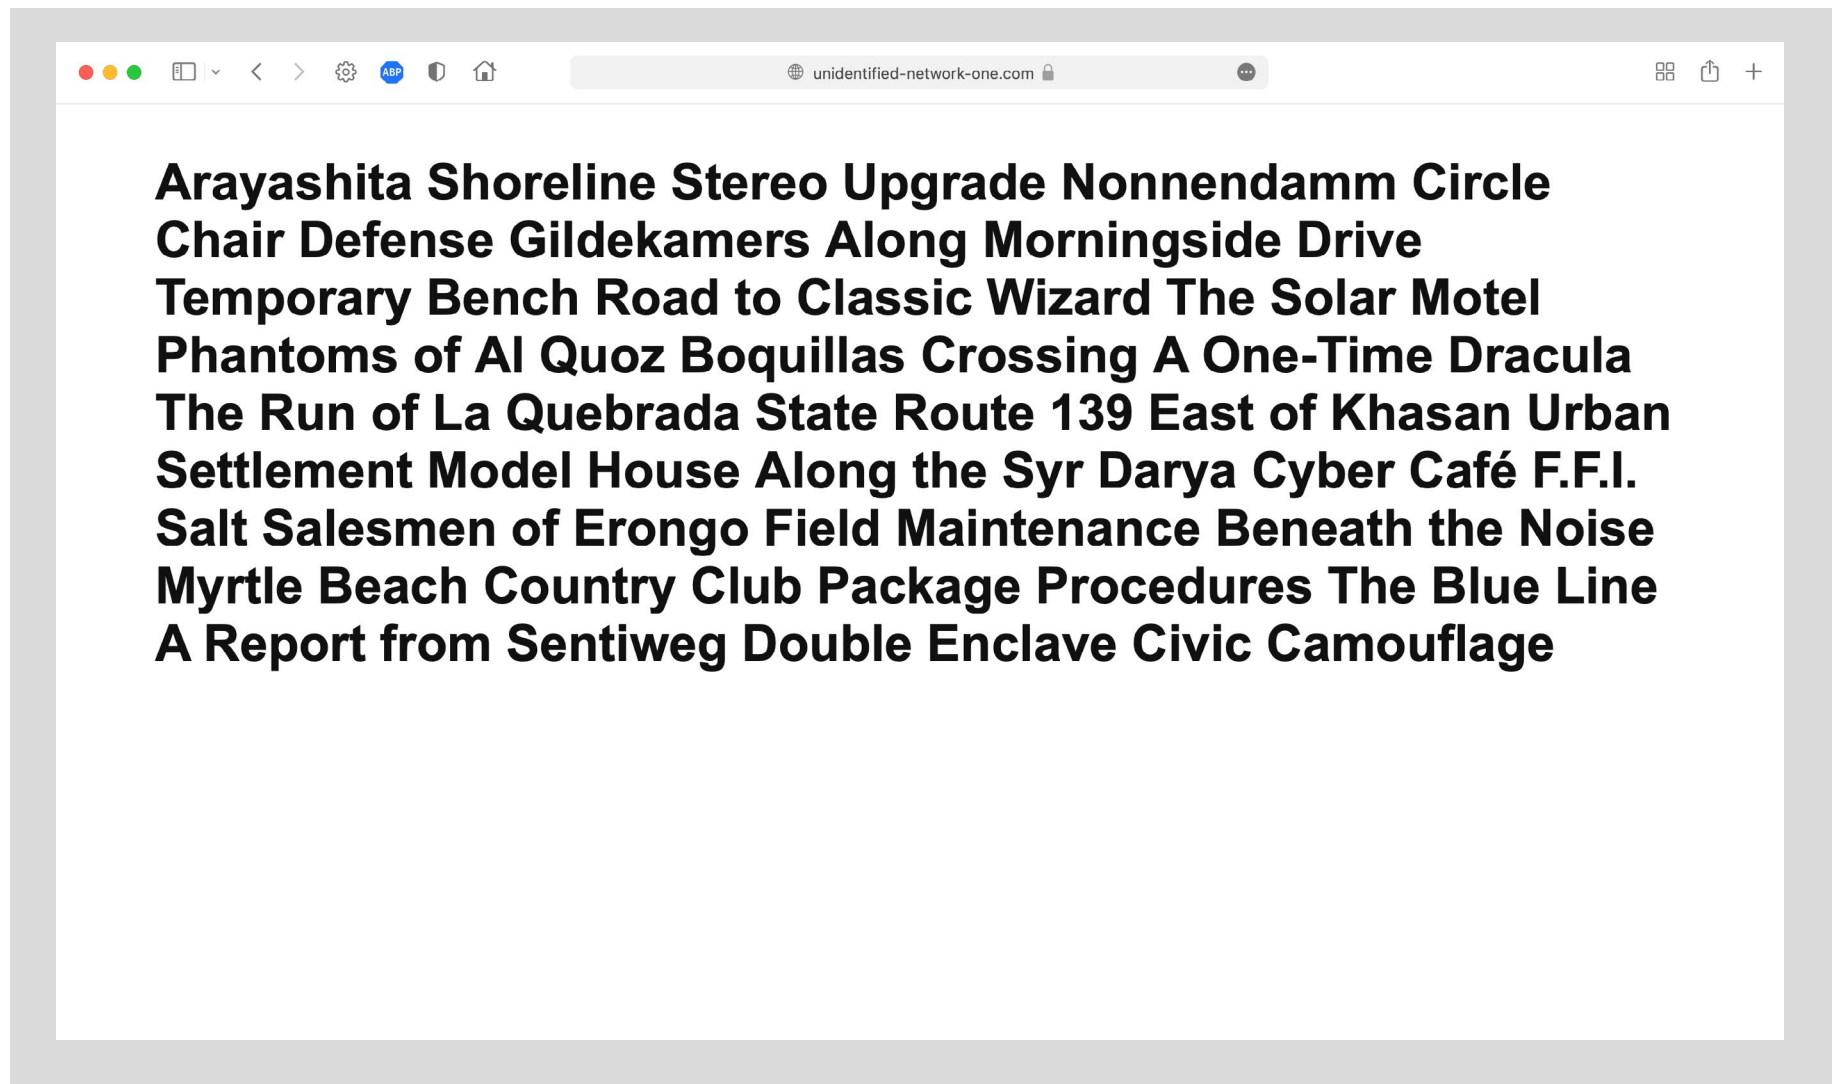 ABP
unidentified-network-one.com
Arayashita Shoreline Stereo Upgrade Nonnendamm Circle
Chair Defense Gildekamers Along Morningside Drive
Temporary Bench Road to Classic Wizard The Solar Motel
Phantoms of Al Quoz Boquillas Crossing A One-Time Dracula
The Run of La Quebrada State Route 139 East of Khasan Urban
Settlement Model House Along the Syr Darya Cyber Café F.F.I.
Salt Salesmen of Erongo Field Maintenance Beneath the Noise
Myrtle Beach Country Club Package Procedures The Blue Line
A Report from Sentiweg Double Enclave Civic Camouflage